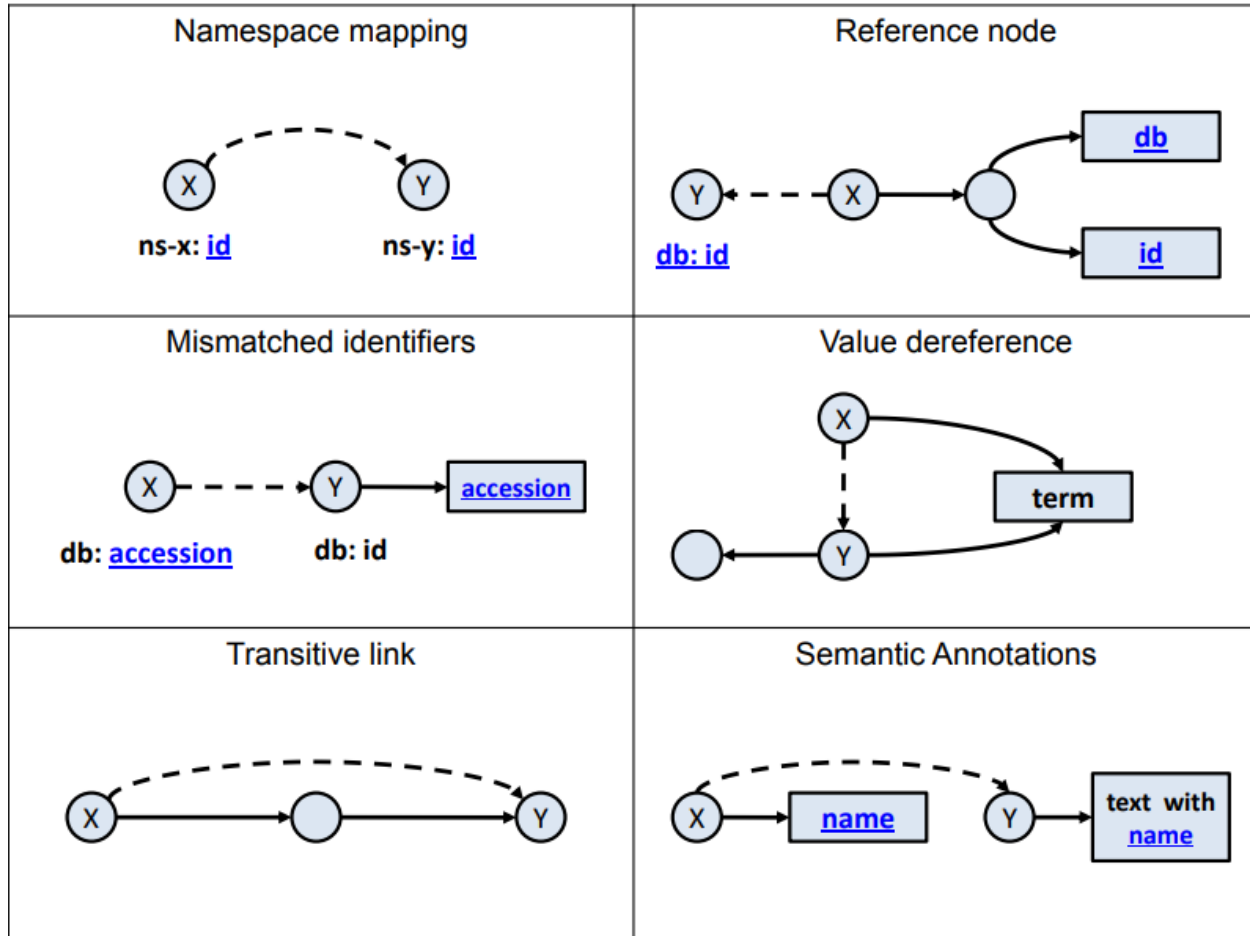 Namespace mapping
X
Y
ns-x: id
ns-y: id
Reference node
db
Y
X
db: id
id
Mismatched identifiers
X
Y
accession
db: accession
db: id
Value dereference
X
term
Y
Transitive link
X
Y
Semantic Annotations
X
name
Y
text with
name